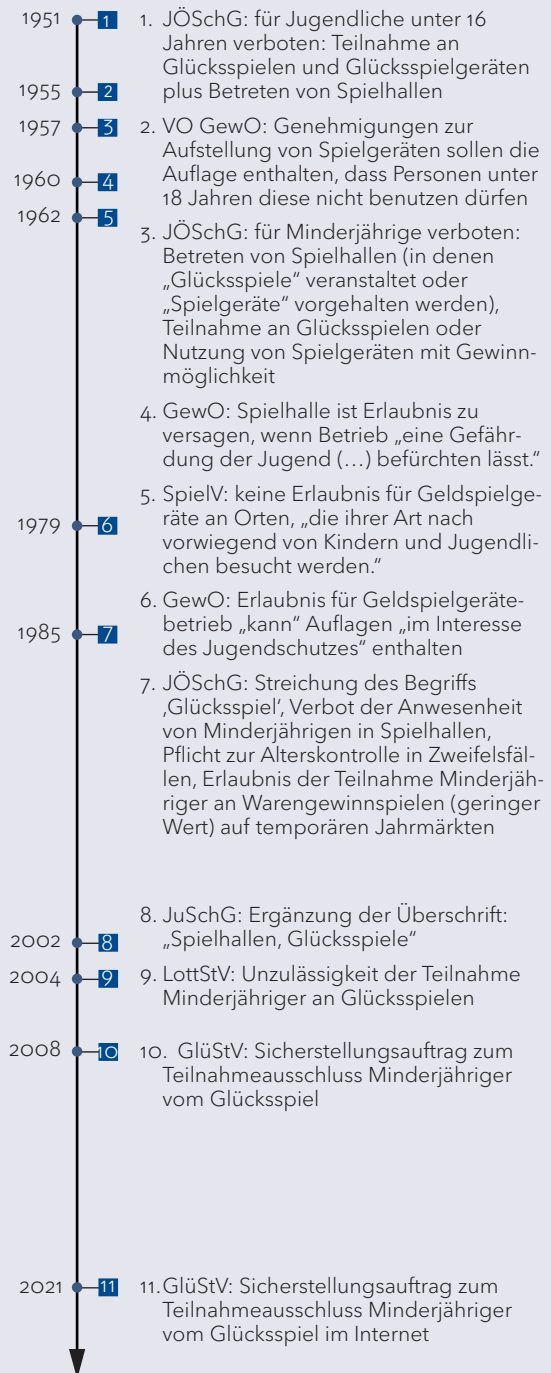 1951
1
1. JÖSchG: für Jugendliche unter 16
Jahren verboten: Teilnahme an
Glücksspielen und Glücksspielgeräten
plus Betreten von Spielhallen
1955
2
1957
3
2. VO GewO: Genehmigungen zur
Aufstellung von Spielgeräten sollen die
Auflage enthalten, dass Personen unter
18 Jahren diese nicht benutzen dürfen
1960
4
1962
5
3. JÖSchG: für Minderjährige verboten:
Betreten von Spielhallen (in denen
„Glücksspiele“ veranstaltet oder
„Spielgeräte“ vorgehalten werden),
Teilnahme an Glücksspielen oder
Nutzung von Spielgeräten mit Gewinn-
möglichkeit
4. GewO: Spielhalle ist Erlaubnis zu
versagen, wenn Betrieb „eine Gefähr-
dung der Jugend (…) befürchten lässt.“
5. SpielV: keine Erlaubnis für Geldspielge-
räte an Orten, „die ihrer Art nach
vorwiegend von Kindern und Jugendli-
chen besucht werden.“
1979
6
6. GewO: Erlaubnis für Geldspielgeräte-
betrieb „kann“ Auflagen „im Interesse
des Jugendschutzes“ enthalten
1985
7
7. JÖSchG: Streichung des Begriffs
‚Glücksspiel‘, Verbot der Anwesenheit
von Minderjährigen in Spielhallen,
Pflicht zur Alterskontrolle in Zweifelsfäl-
len, Erlaubnis der Teilnahme Minderjäh-
riger an Warengewinnspielen (geringer
Wert) auf temporären Jahrmärkten
8. JuSchG: Ergänzung der Überschrift:
„Spielhallen, Glücksspiele“
2002
8
2004
9
9. LottStV: Unzulässigkeit der Teilnahme
Minderjähriger an Glücksspielen
2008
10
10. GlüStV: Sicherstellungsauftrag zum
Teilnahmeausschluss Minderjähriger
vom Glücksspiel
2021
11
11. GlüStV: Sicherstellungsauftrag zum
Teilnahmeausschluss Minderjähriger
vom Glücksspiel im Internet